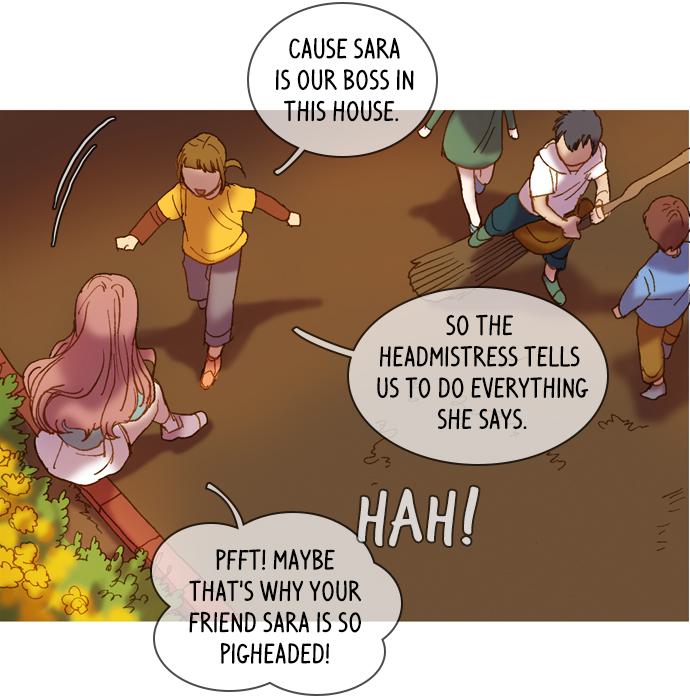 CAUSE SARA
IS OUR BOSS IN
THIS HOUSE.
SO THE
HEADMISTRESS TELLS
US TO DO EVERYTHING
SHE SAYS.
HAH!
PFFT! MAYBE
THAT'S WHY YOUR
FRIEND SARA IS SO
PIGHEADED!